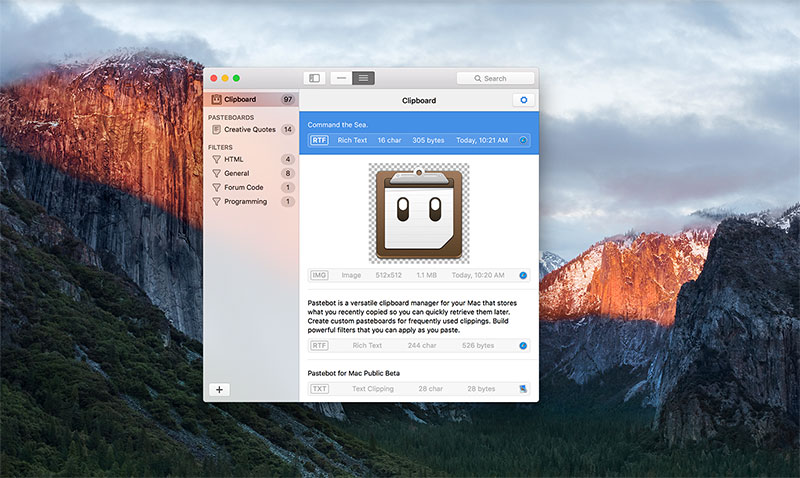 Search
Clipboard 97
PASTEBOARDS
Creative Quotes 14
FILTERS
HTML 4
General 8
Forum Code 1
Programming 1
Clipboard
Command the Sea.
RTF Rich Text 16 char 305 bytes Today, 10:21 AM
IMG Image 512x512 1.1 MB Today, 10:20 AM
Pastebot is a versatile clipboard manager for your Mac that stores
what you recently copied so you can quickly retrieve them later.
Create custom pasteboards for frequently used clippings. Build
powerful filters that you can apply as you paste.
RTF Rich Text 244 char 526 bytes
Pastebot for Mac Public Beta
TXT Text Clipping 28 char 28 bytes